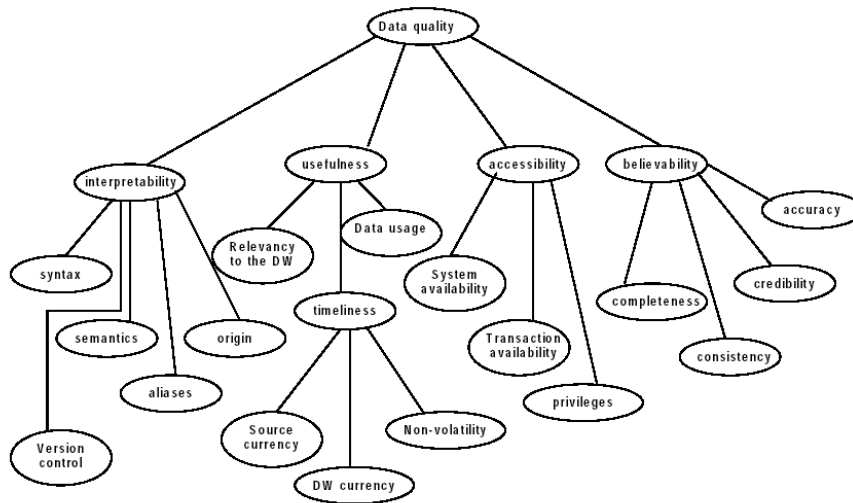 Data quality
interpretability
usefulness
accessibility
believability
accuracy
syntax
Relevancy
to the DW
Data usage
System
availability
completeness
credibility
semantics
origin
timeliness
Transaction
availability
consistency
aliases
privileges
Version
control
Source
currency
Non-volatility
DW currency